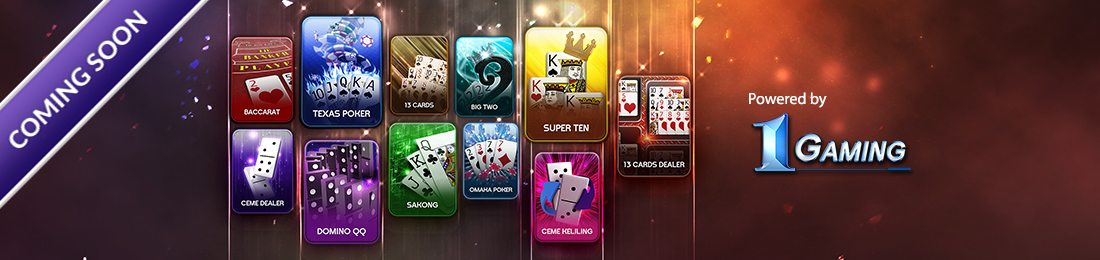 COMING SOON
BACCARAT
TEXAS POKER
13 CARDS
BIG TWO
SUPER TEN
13 CARDS DEALER
CEME DEALER
DOMINO QQ
SAKONG
OMAHA POKER
CEME KELILING
Powered by
1 GAMING